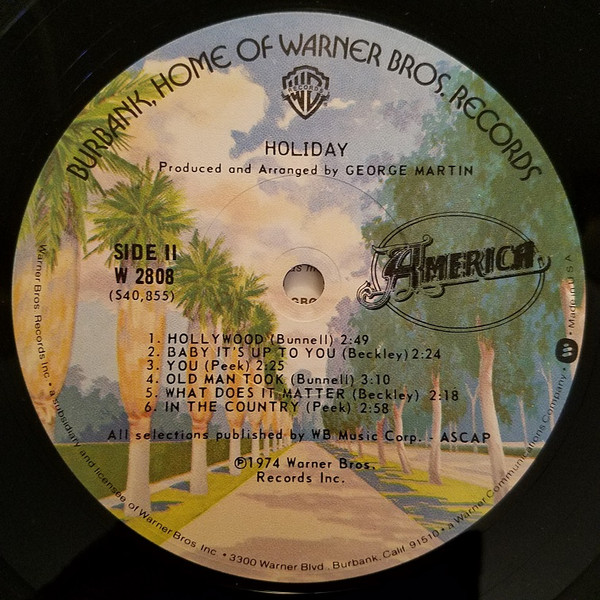 BURBANK, HOME OF WARNER BROS. RECORDS
WB
RECORDS
HOLIDAY
Produced and Arranged by GEORGE MARTIN
SIDE II
W 2808
(S40,855)
AMERICA
1. HOLLYWOOD (Bunnell) 2:49
2. BABY IT'S UP TO YOU (Beckley) 2:24
3. YOU (Peek) 2:25
4. OLD MAN TOOK (Bunnell) 3:10
5. WHAT DOES IT MATTER (Beckley) 2:18
6. IN THE COUNTRY (Peek) 2:58
All selections published by WB Music Corp. - ASCAP
℗1974 Warner Bros.
Records Inc.
Warner Bros. Records Inc. • a subsidiary and licensee of Warner Bros. Inc. • 3300 Warner Blvd., Burbank, Calif. 91510 • a Warner Communications Company • Made in U.S.A.